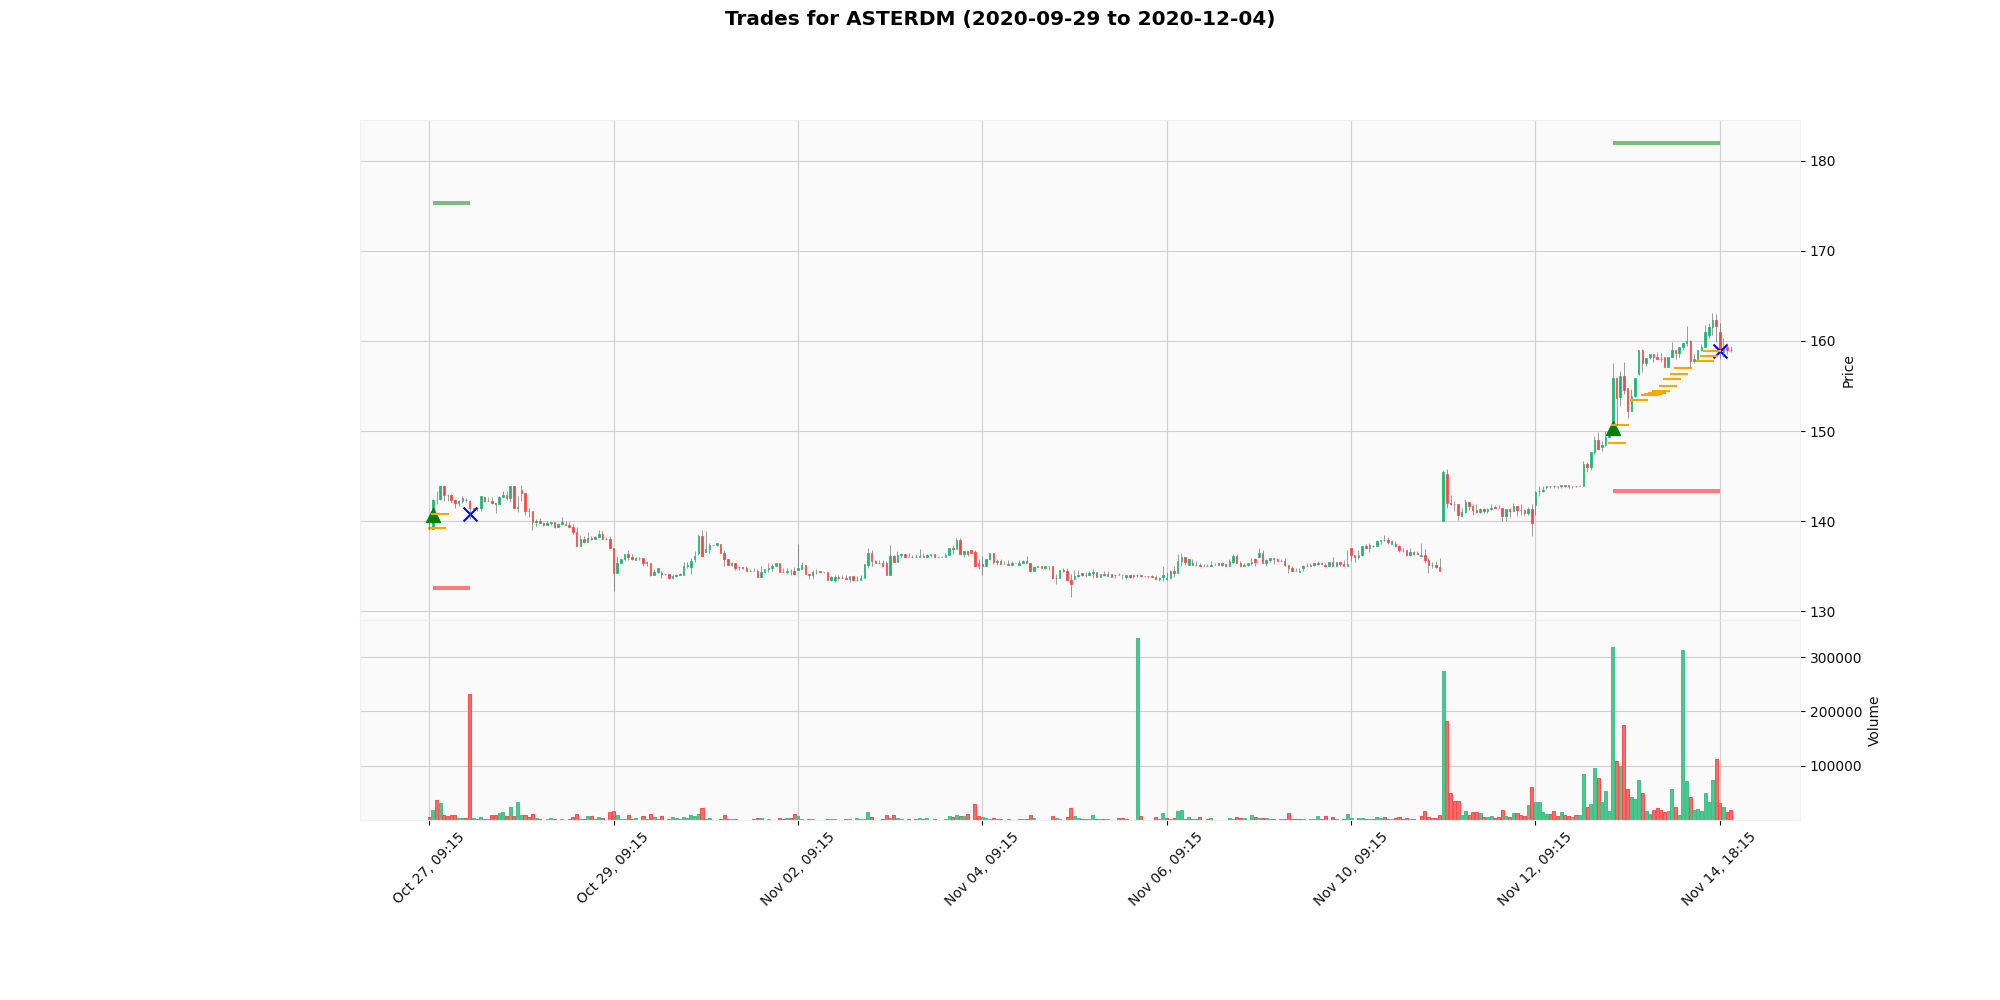 Trades for ASTERDM (2020-09-29 to 2020-12-04)
180
170
160
150
140
130
Price
300000
200000
100000
Volume
Oct 27, 09:15
Oct 29, 09:15
Nov 02, 09:15
Nov 04, 09:15
Nov 06, 09:15
Nov 10, 09:15
Nov 12, 09:15
Nov 14, 18:15